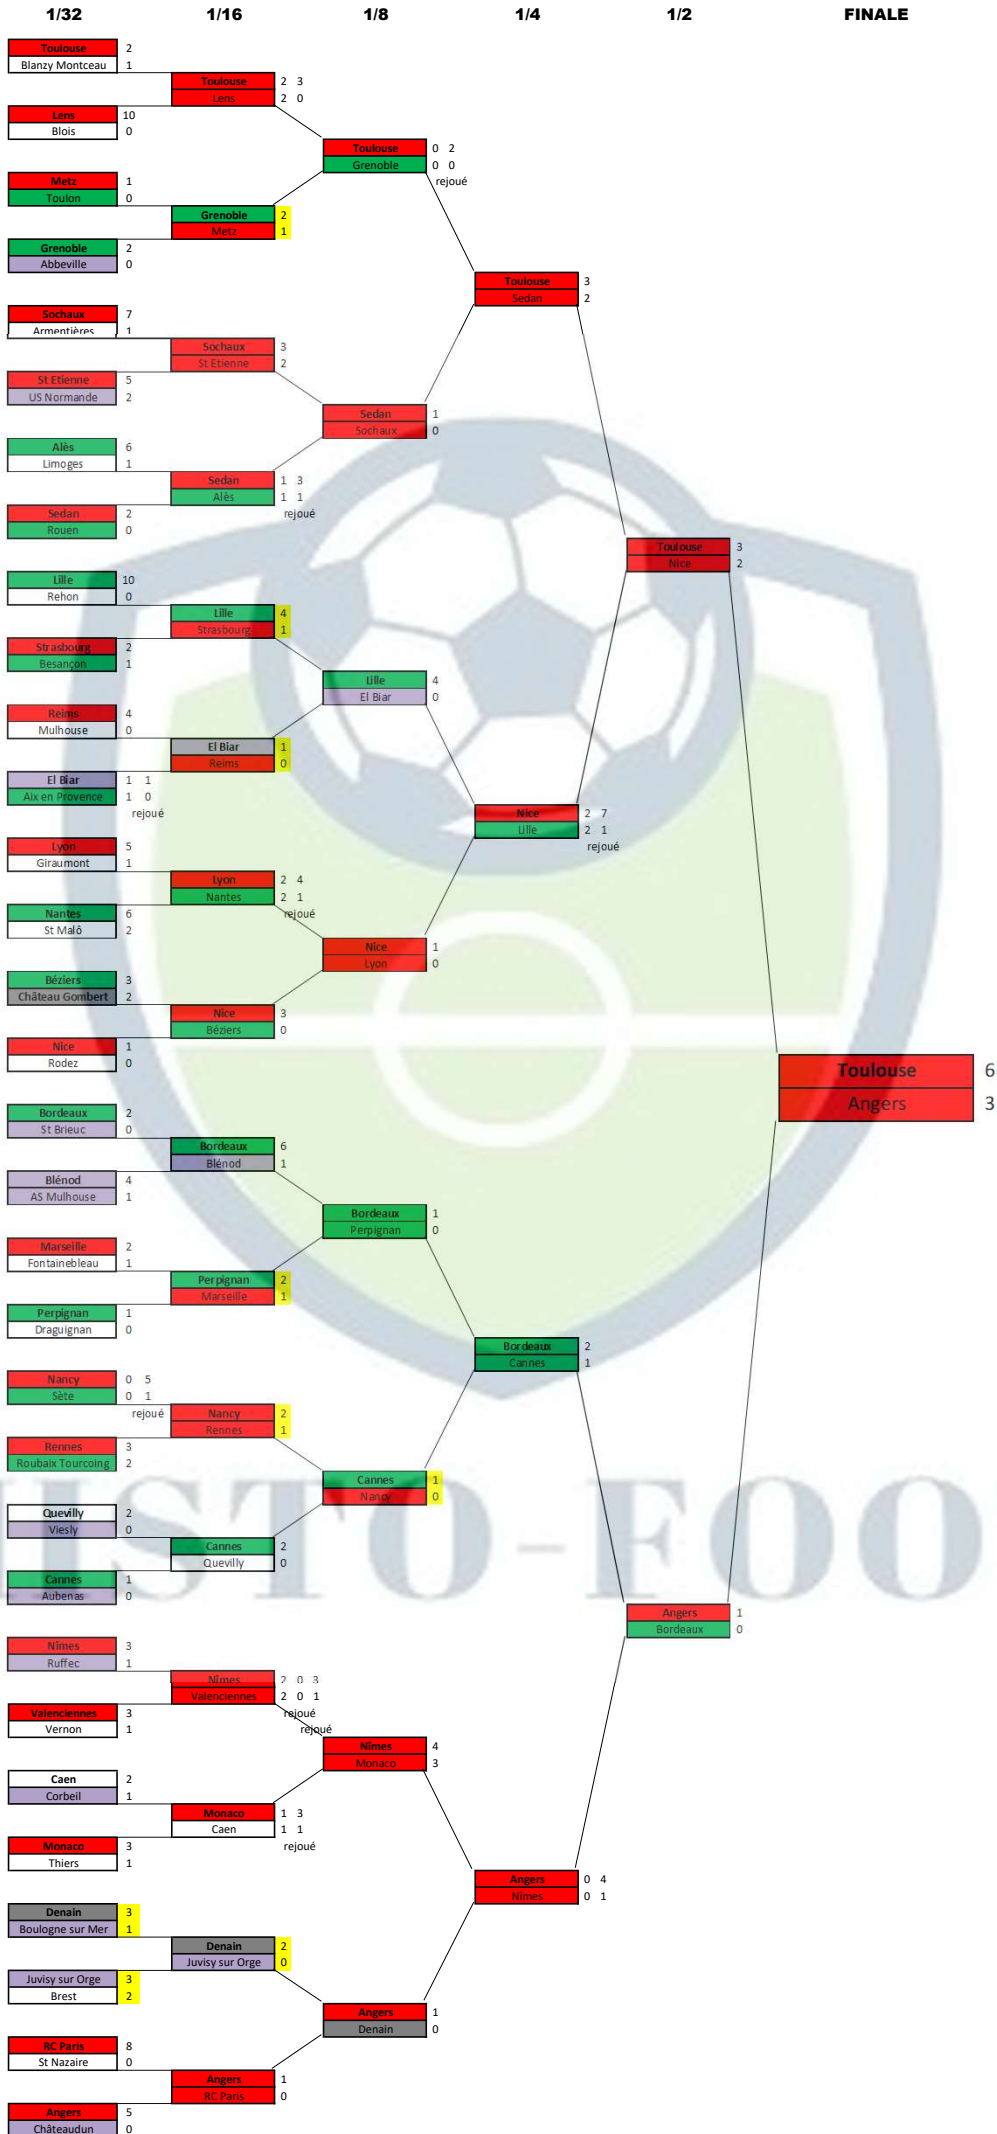 1/32 1/16 1/8 1/4 1/2 FINALE
Toulouse 2
Blanzy Montceau 1
Toulouse 2 3
Lens 2 0
Lens 10
Blois 0
Toulouse 0 2
Grenoble 0 0
rejoué
Metz 1
Toulon 0
Grenoble 2
Metz 1
Grenoble 2
Abbeville 0
Toulouse 3
Sedan 2
Sochaux 7
Armentières 1
Sochaux 3
St Etienne 2
St Etienne 5
US Normande 2
Sedan 1
Sochaux 0
Alès 6
Limoges 1
Sedan 1 3
Alès 1 1
rejoué
Sedan 2
Rouen 0
Toulouse 3
Nice 2
Lille 10
Rehon 0
Lille 4
Strasbourg 1
Strasbourg 2
Besançon 1
Lille 4
El Biar 0
Reims 4
Mulhouse 0
El Biar 1
Reims 0
El Biar 1 1
Aix en Provence 1 0
rejoué
Nice 2 7
Lille 2 1
rejoué
Lyon 5
Giraumont 1
Lyon 2 4
Nantes 2 1
rejoué
Nantes 6
St Malô 2
Nice 1
Lyon 0
Béziers 3
Château Gombert 2
Nice 3
Béziers 0
Nice 1
Rodez 0
Toulouse 6
Angers 3
Bordeaux 2
St Brieuc 0
Bordeaux 6
Blénod 1
Blénod 4
AS Mulhouse 1
Bordeaux 1
Perpignan 0
Marseille 2
Fontainebleau 1
Perpignan 2
Marseille 1
Perpignan 1
Draguignan 0
Bordeaux 2
Cannes 1
Nancy 0 5
Sète 0 1
rejoué
Nancy 2
Rennes 1
Rennes 3
Roubaix Tourcoing 2
Cannes 1
Nancy 0
Quevilly 2
Viesly 0
Cannes 2
Quevilly 0
Cannes 1
Aubenas 0
HISTO-FOO
Angers 1
Bordeaux 0
Nîmes 3
Ruffec 1
Nîmes 2 0 3
Valenciennes 2 0 1
rejoué
rejoué
Valenciennes 3
Vernon 1
Nîmes 4
Monaco 3
Caen 2
Corbeil 1
Monaco 1 3
Caen 1 1
rejoué
Monaco 3
Thiers 1
Angers 0 4
Nîmes 0 1
Denain 3
Boulogne sur Mer 1
Denain 2
Juvisy sur Orge 0
Juvisy sur Orge 3
Brest 2
Angers 1
Denain 0
RC Paris 8
St Nazaire 0
Angers 1
RC Paris 0
Angers 5
Châteaudun 0